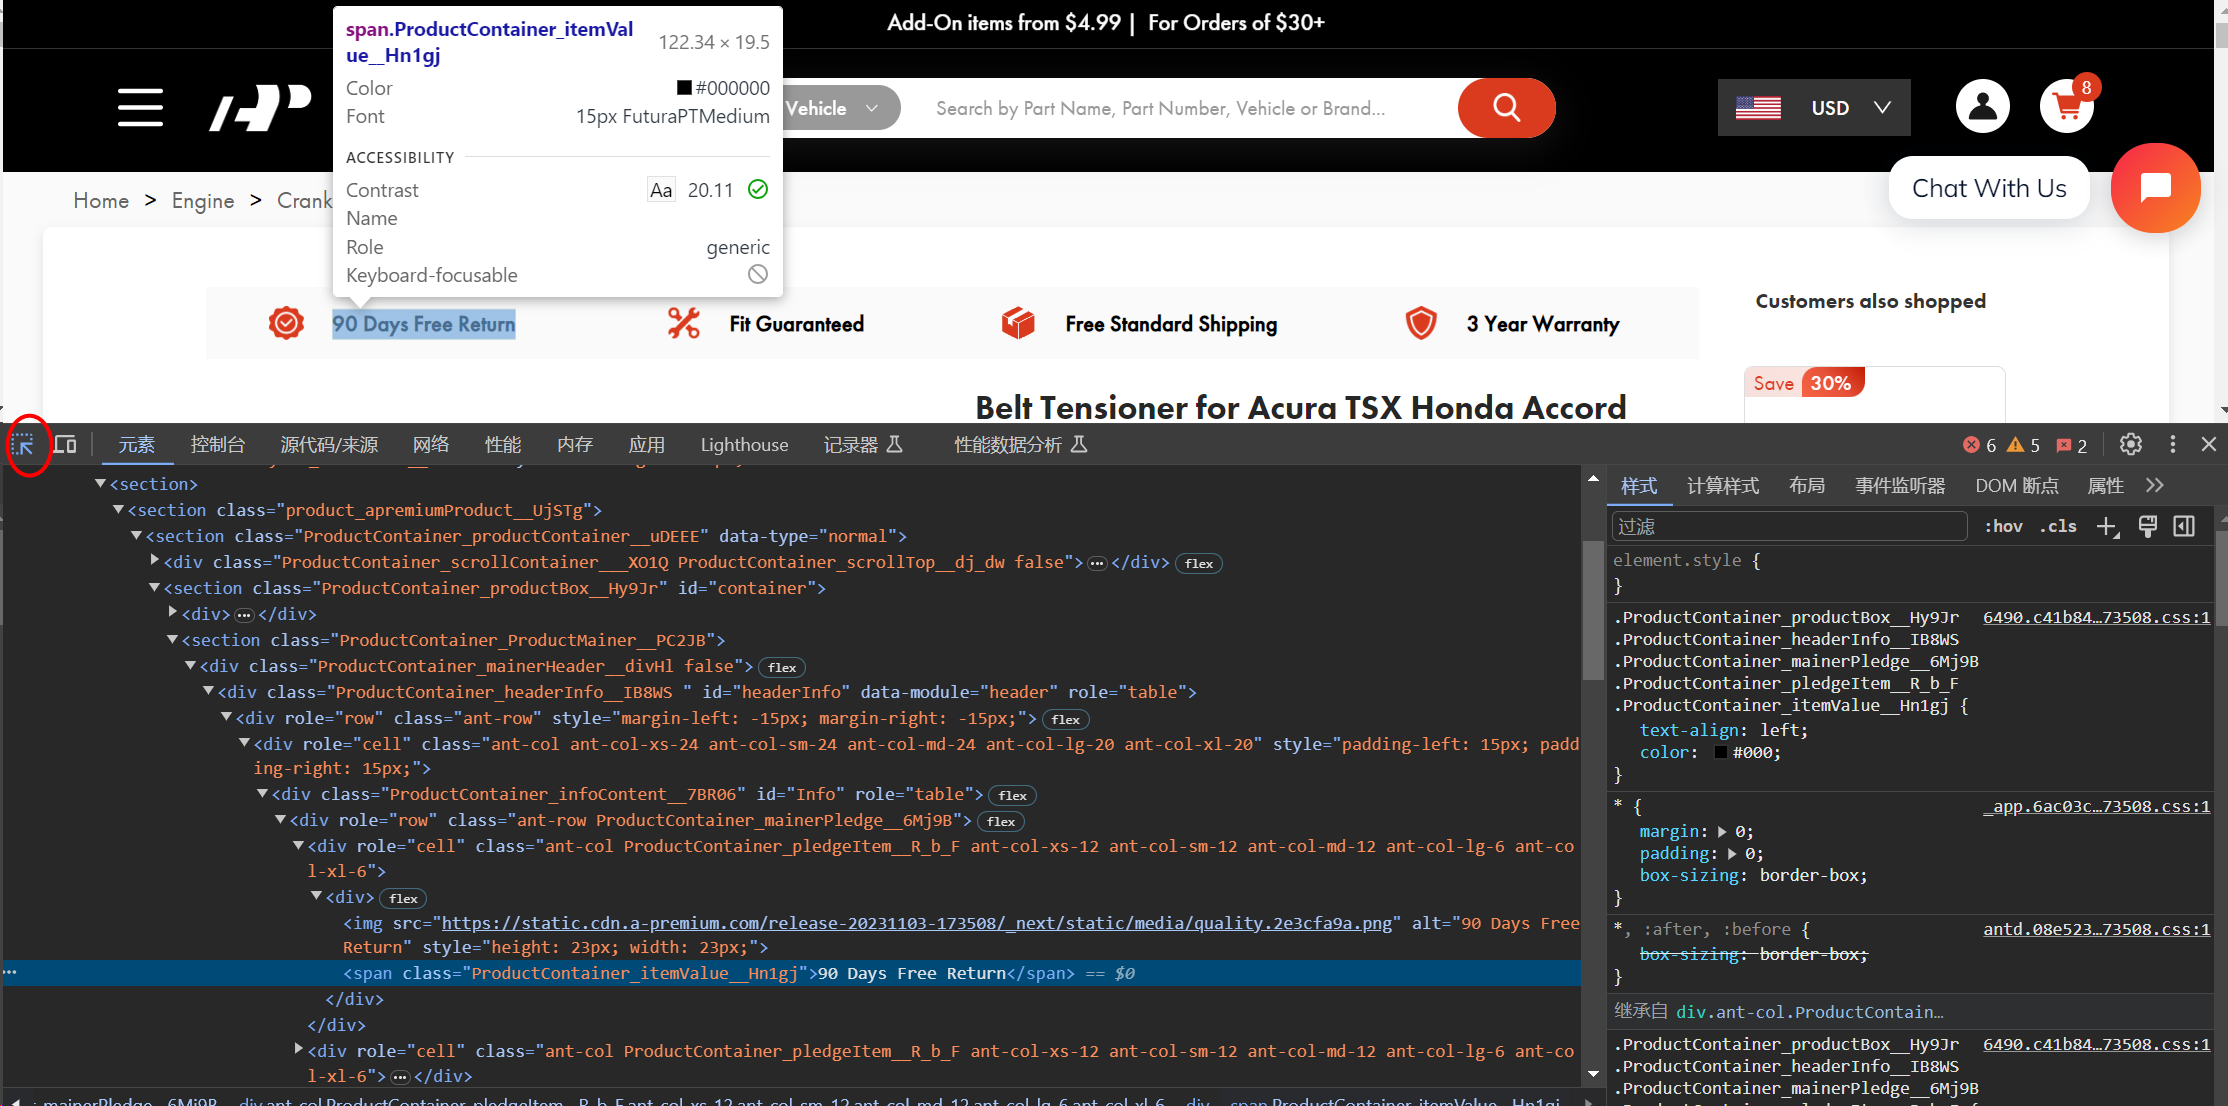 Add-On items from $4.99 | For Orders of $30+
span.ProductContainer_itemVal
ue__Hn1gj
122.34 × 19.5
Color
#000000
Font
15px FuturaPTMedium
ACCESSIBILITY
Contrast
Aa 20.11
Name
Role
generic
Keyboard-focusable
Vehicle
Search by Part Name, Part Number, Vehicle or Brand...
USD
8
Chat With Us
Home > Engine > Crank
90 Days Free Return
Fit Guaranteed
Free Standard Shipping
3 Year Warranty
Customers also shopped
Save 30%
Belt Tensioner for Acura TSX Honda Accord
元素 控制台 源代码/来源 网络 性能 内存 应用 Lighthouse 记录器 性能数据分析
6 5 2
<section>
<section class="product_apremiumProduct__UjSTg">
<section class="ProductContainer_productContainer__uDEEE" data-type="normal">
<div class="ProductContainer_scrollContainer___XO1Q ProductContainer_scrollTop__dj_dw false">…</div> flex
<section class="ProductContainer_productBox__Hy9Jr" id="container">
<div>…</div>
<section class="ProductContainer_ProductMainer__PC2JB">
<div class="ProductContainer_mainerHeader__divHl false"> flex
<div class="ProductContainer_headerInfo__IB8WS " id="headerInfo" data-module="header" role="table">
<div role="row" class="ant-row" style="margin-left: -15px; margin-right: -15px;"> flex
<div role="cell" class="ant-col ant-col-xs-24 ant-col-sm-24 ant-col-md-24 ant-col-lg-20 ant-col-xl-20" style="padding-left: 15px; padd
ing-right: 15px;">
<div class="ProductContainer_infoContent__7BR06" id="Info" role="table"> flex
<div role="row" class="ant-row ProductContainer_mainerPledge__6Mj9B"> flex
<div role="cell" class="ant-col ProductContainer_pledgeItem__R_b_F ant-col-xs-12 ant-col-sm-12 ant-col-md-12 ant-col-lg-6 ant-co
l-xl-6">
<div> flex
<img src="https://static.cdn.a-premium.com/release-20231103-173508/_next/static/media/quality.2e3cfa9a.png" alt="90 Days Free
Return" style="height: 23px; width: 23px;">
<span class="ProductContainer_itemValue__Hn1gj">90 Days Free Return</span> == $0
</div>
</div>
<div role="cell" class="ant-col ProductContainer_pledgeItem__R_b_F ant-col-xs-12 ant-col-sm-12 ant-col-md-12 ant-col-lg-6 ant-co
l-xl-6">…</div>
样式 计算样式 布局 事件监听器 DOM 断点 属性
过滤
:hov .cls
element.style {
}
.ProductContainer_productBox__Hy9Jr 6490.c41b84…73508.css:1
.ProductContainer_headerInfo__IB8WS
.ProductContainer_mainerPledge__6Mj9B
.ProductContainer_pledgeItem__R_b_F
.ProductContainer_itemValue__Hn1gj {
text-align: left;
color: #000;
}
* { _app.6ac03c…73508.css:1
margin: 0;
padding: 0;
box-sizing: border-box;
}
*, :after, :before { antd.08e523…73508.css:1
box-sizing: border-box;
}
继承自 div.ant-col.ProductContain…
.ProductContainer_productBox__Hy9Jr 6490.c41b84…73508.css:1
.ProductContainer_headerInfo__IB8WS
.ProductContainer_mainerPledge__6Mj9B